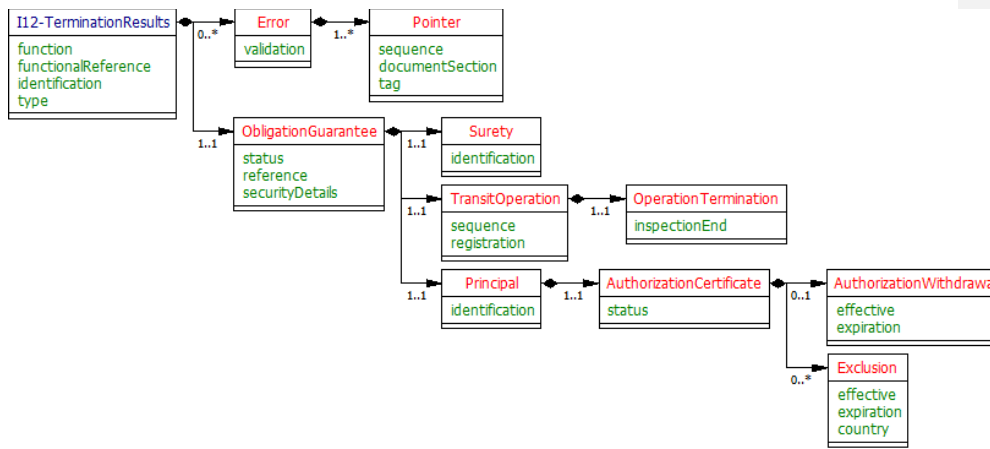 I12-TerminationResults
function
functionalReference
identification
type
0..*
Error
validation
1..*
Pointer
sequence
documentSection
tag
1..1
ObligationGuarantee
status
reference
securityDetails
1..1
Surety
identification
1..1
TransitOperation
sequence
registration
1..1
OperationTermination
inspectionEnd
1..1
Principal
identification
1..1
AuthorizationCertificate
status
0..1
AuthorizationWithdrawa
effective
expiration
0..*
Exclusion
effective
expiration
country